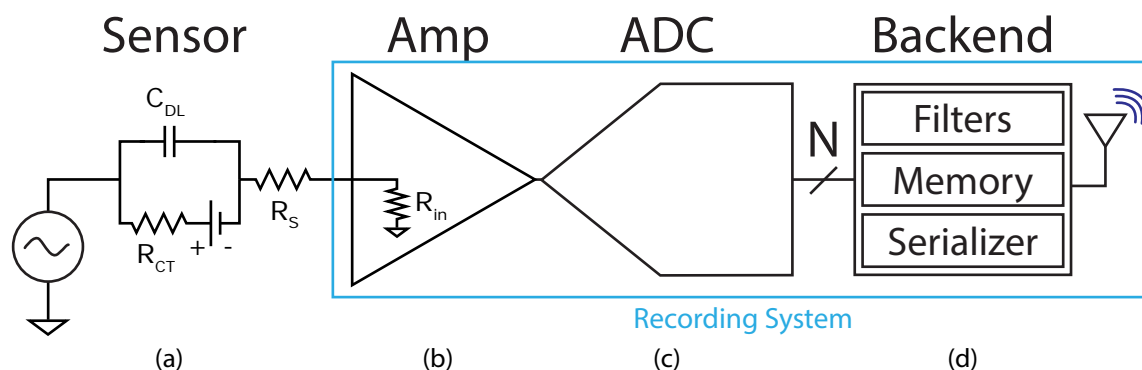 Sensor Amp ADC Backend
C_DL
Filters
N
Memory
R_S
R_in
R_CT
+ -
Serializer
Recording System
(a) (b) (c) (d)